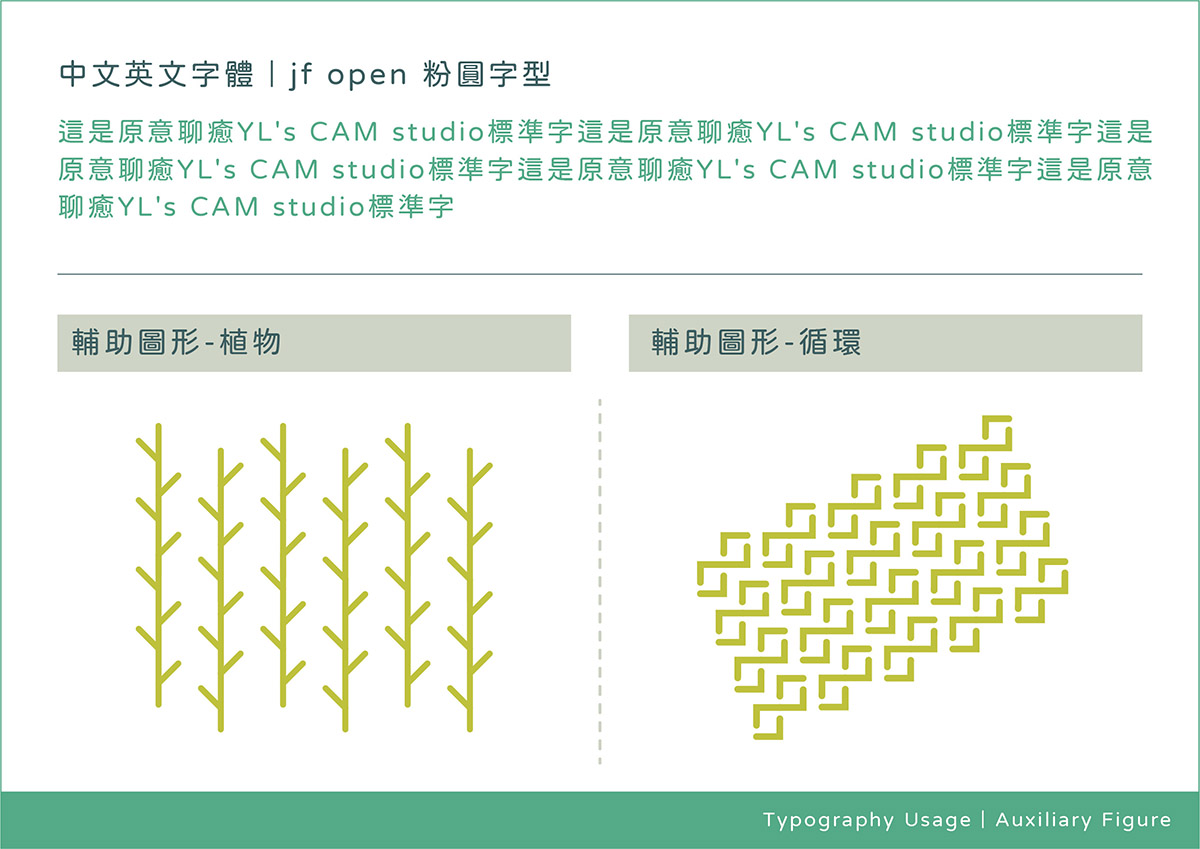 中文英文字體｜jf open 粉圓字型
這是原意聊癒YL's CAM studio標準字這是原意聊癒YL's CAM studio標準字這是
原意聊癒YL's CAM studio標準字這是原意聊癒YL's CAM studio標準字這是原意
聊癒YL's CAM studio標準字
輔助圖形-植物
輔助圖形-循環
Typography Usage｜Auxiliary Figure